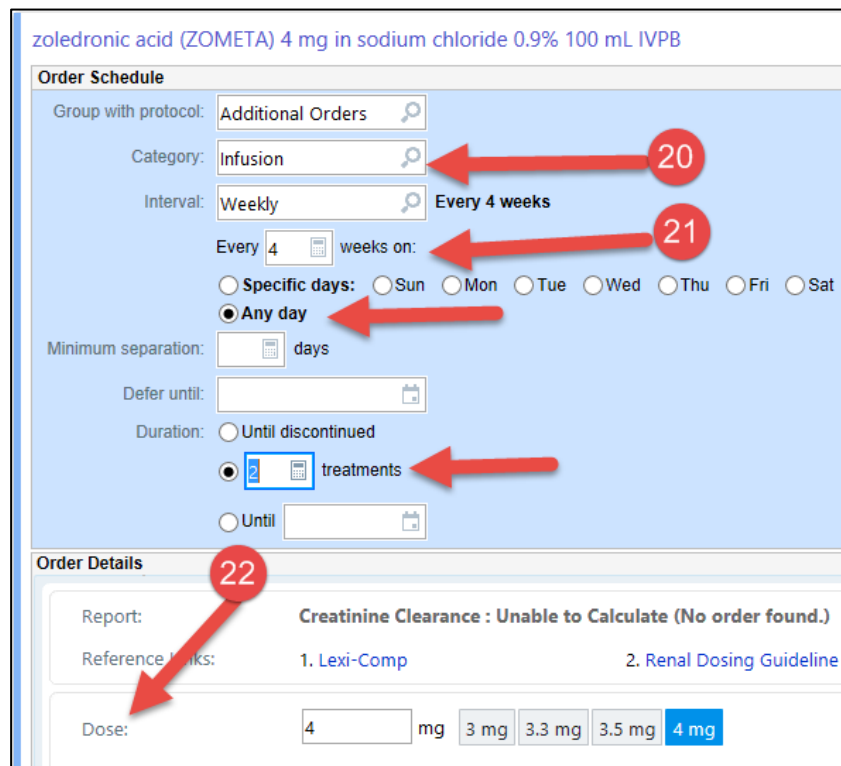 zoledronic acid (ZOMETA) 4 mg in sodium chloride 0.9% 100 mL IVPB
Order Schedule
Group with protocol: Additional Orders
Category: Infusion 20
Interval: Weekly Every 4 weeks
Every 4 weeks on: 21
Specific days: Sun Mon Tue Wed Thu Fri Sat
Any day
Minimum separation: days
Defer until:
Duration: Until discontinued
2 treatments
Until
Order Details
22
Report: Creatinine Clearance : Unable to Calculate (No order found.)
Reference 1. Lexi-Comp 2. Renal Dosing Guideline
Dose: 4 mg 3 mg 3.3 mg 3.5 mg 4 mg